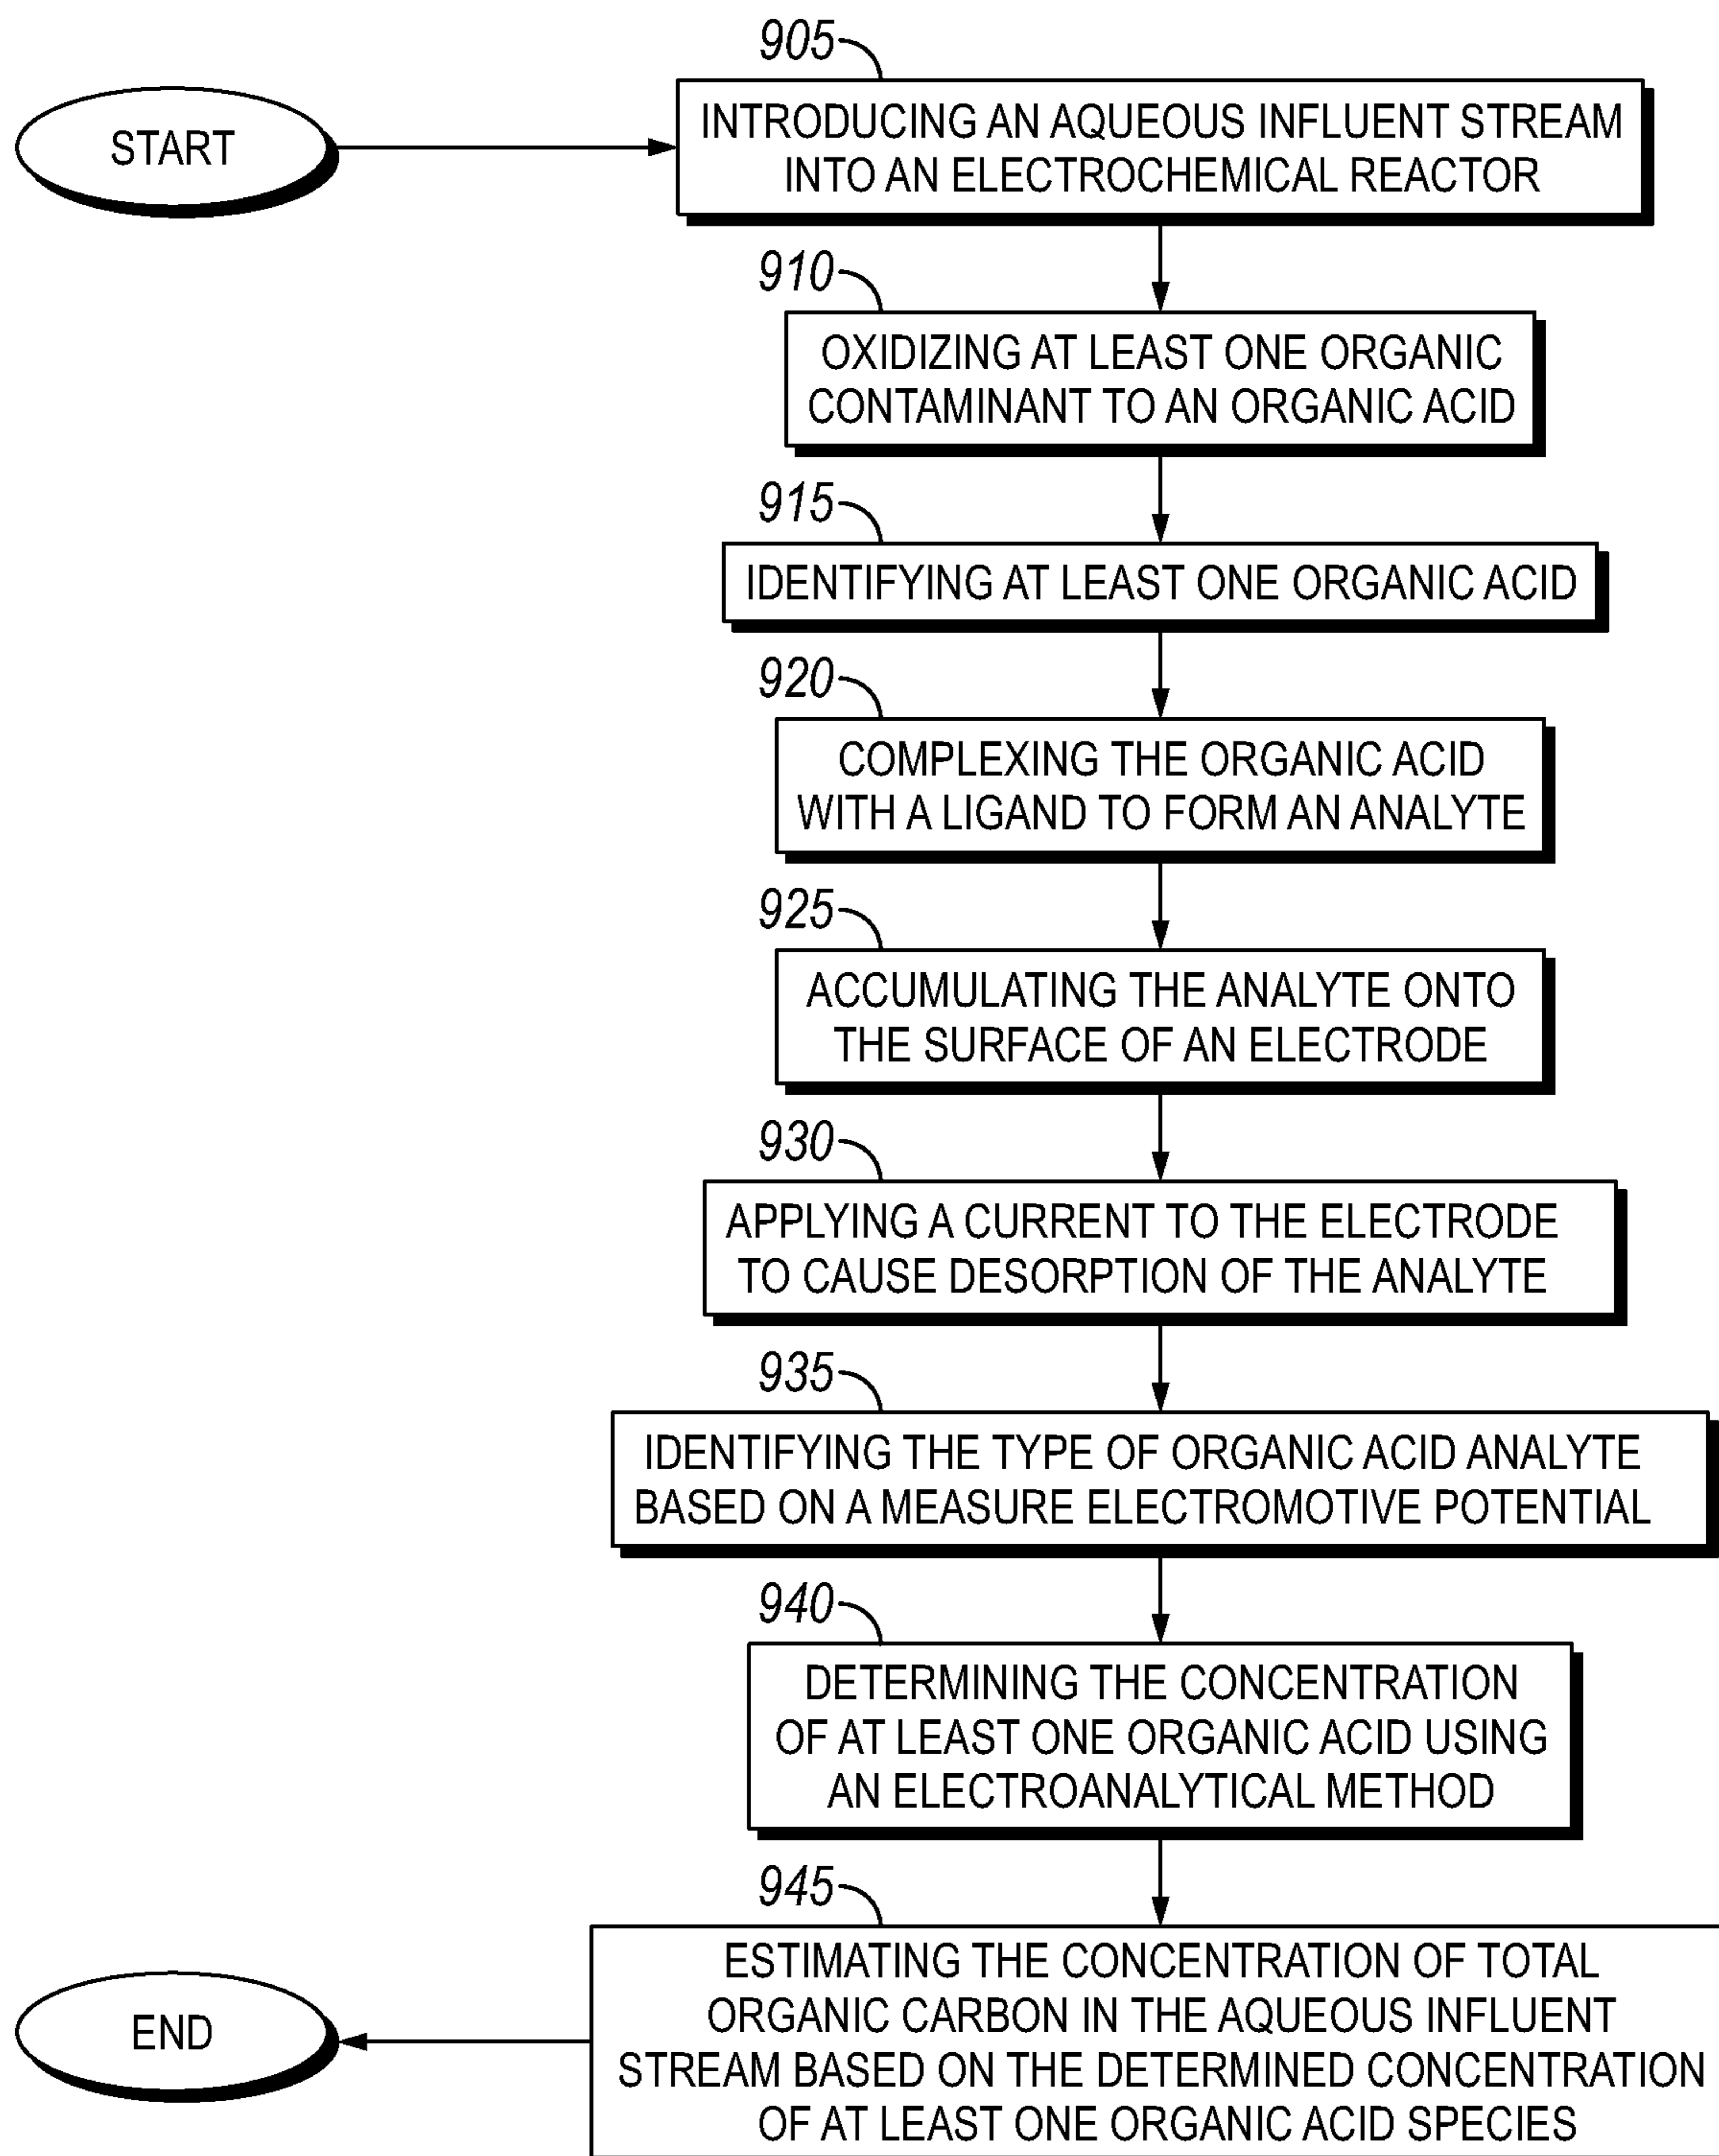 905
START
INTRODUCING AN AQUEOUS INFLUENT STREAM
INTO AN ELECTROCHEMICAL REACTOR
910
OXIDIZING AT LEAST ONE ORGANIC
CONTAMINANT TO AN ORGANIC ACID
915
IDENTIFYING AT LEAST ONE ORGANIC ACID
920
COMPLEXING THE ORGANIC ACID
WITH A LIGAND TO FORM AN ANALYTE
925
ACCUMULATING THE ANALYTE ONTO
THE SURFACE OF AN ELECTRODE
930
APPLYING A CURRENT TO THE ELECTRODE
TO CAUSE DESORPTION OF THE ANALYTE
935
IDENTIFYING THE TYPE OF ORGANIC ACID ANALYTE
BASED ON A MEASURE ELECTROMOTIVE POTENTIAL
940
DETERMINING THE CONCENTRATION
OF AT LEAST ONE ORGANIC ACID USING
AN ELECTROANALYTICAL METHOD
945
ESTIMATING THE CONCENTRATION OF TOTAL
ORGANIC CARBON IN THE AQUEOUS INFLUENT
STREAM BASED ON THE DETERMINED CONCENTRATION
OF AT LEAST ONE ORGANIC ACID SPECIES
END